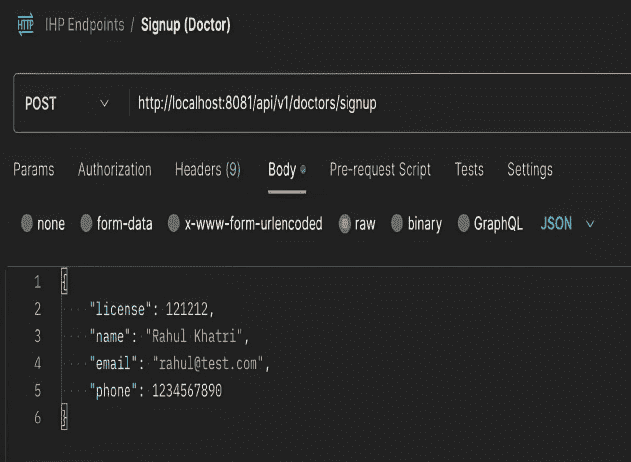 HTTP IHP Endpoints / Signup (Doctor)
POST http://localhost:8081/api/v1/doctors/signup
Params Authorization Headers (9) Body Pre-request Script Tests Settings
none form-data x-www-form-urlencoded raw binary GraphQL JSON
1 {
2 "license": 121212,
3 "name": "Rahul Khatri",
4 "email": "rahul@test.com",
5 "phone": 1234567890
6 }